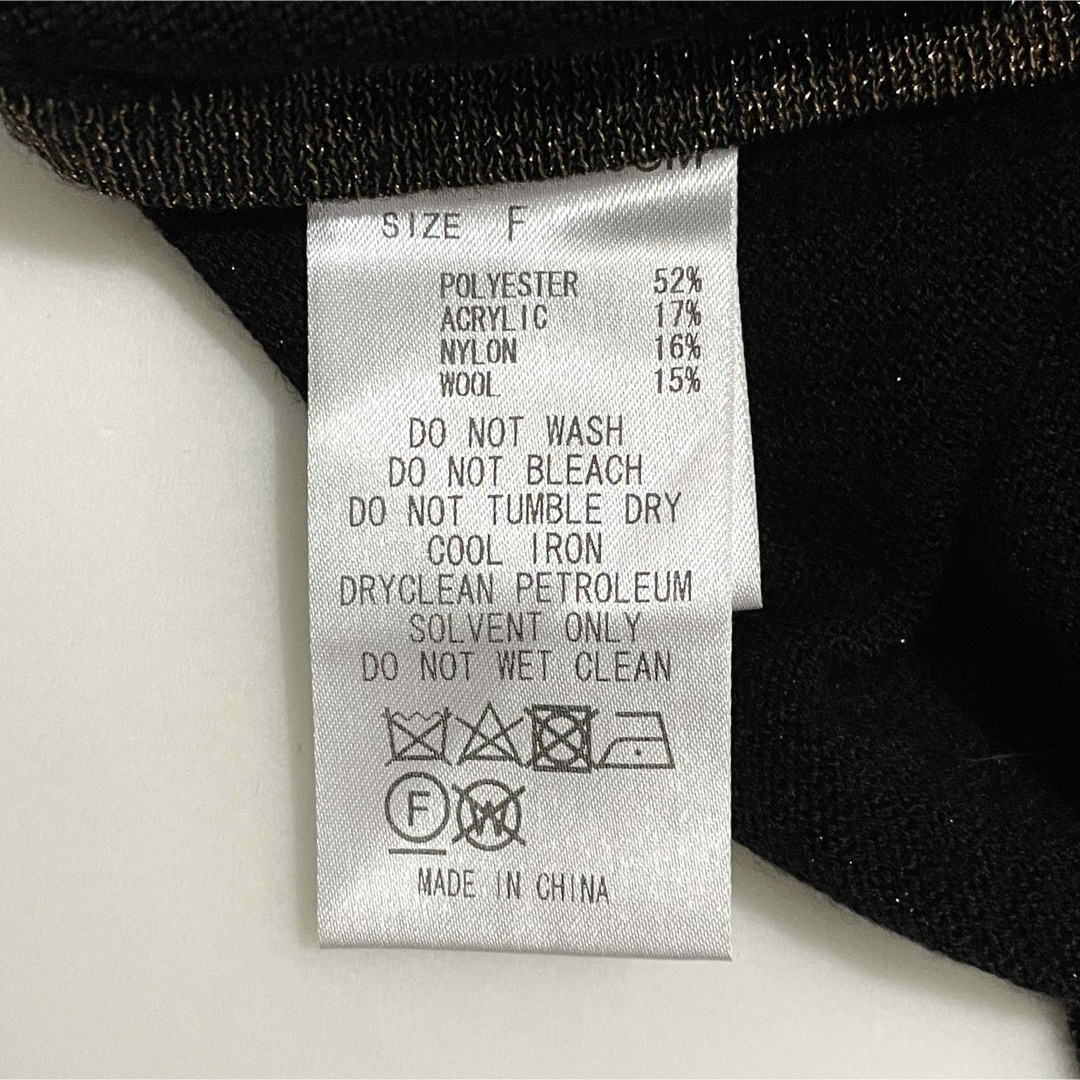 SIZE F
POLYESTER 52%
ACRYLIC 17%
NYLON 16%
WOOL 15%
DO NOT WASH
DO NOT BLEACH
DO NOT TUMBLE DRY
COOL IRON
DRYCLEAN PETROLEUM
SOLVENT ONLY
DO NOT WET CLEAN
F W
MADE IN CHINA